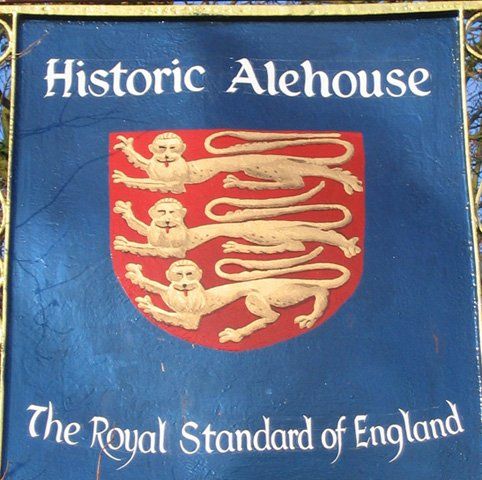 Historic Alehouse
The Royal Standard of England